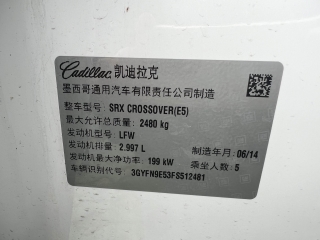 Cadillac 凯迪拉克
墨西哥通用汽车有限责任公司制造
整车型号: SRX CROSSOVER(E5)
最大允许总质量: 2480 kg
发动机型号: LFW
发动机排量: 2.997 L 制造年月: 06/14
发动机最大净功率: 199 kW 乘坐人数: 5
车辆识别代号: 3GYFN9E53FS512481